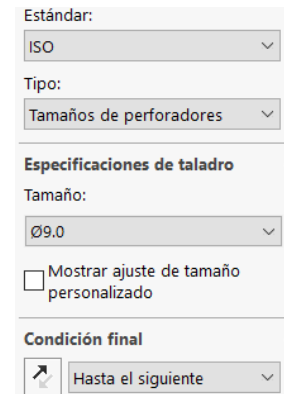 Estándar:
ISO
Tipo:
Tamaños de perforadores
Especificaciones de taladro
Tamaño:
Ø9.0
Mostrar ajuste de tamaño
personalizado
Condición final
Hasta el siguiente